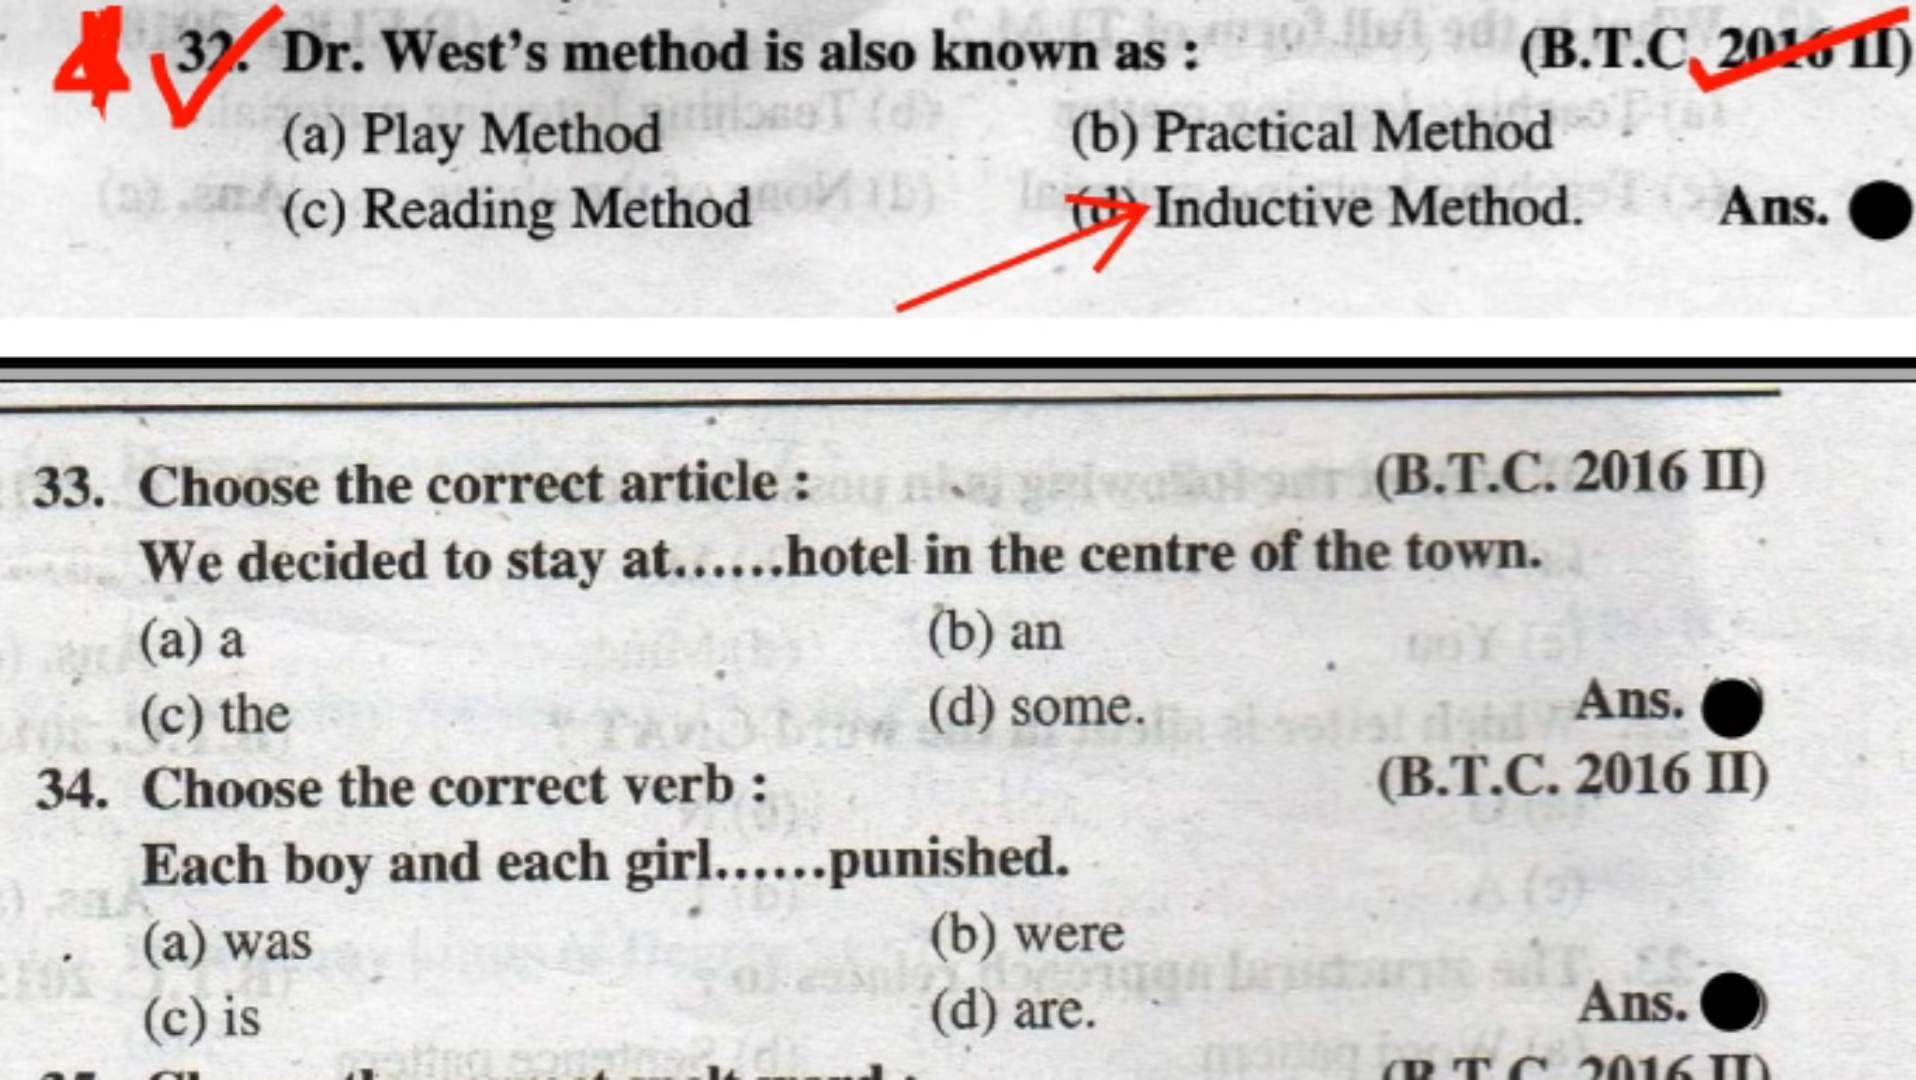 32. Dr. West's method is also known as : (B.T.C. 2016 II)
(a) Play Method (b) Practical Method
(c) Reading Method (d) Inductive Method. Ans.
33. Choose the correct article : (B.T.C. 2016 II)
We decided to stay at......hotel in the centre of the town.
(a) a (b) an
(c) the (d) some. Ans.
34. Choose the correct verb : (B.T.C. 2016 II)
Each boy and each girl......punished.
(a) was (b) were
(c) is (d) are. Ans.